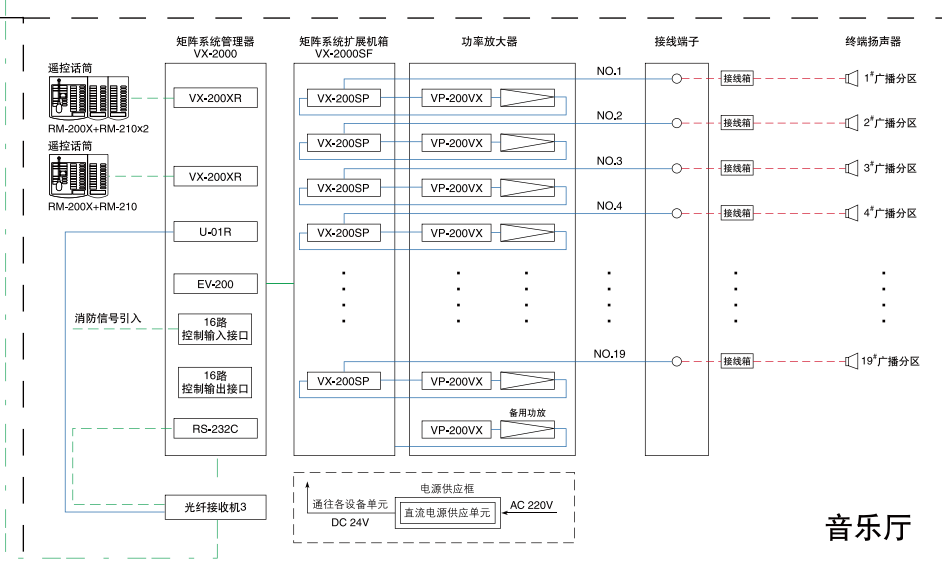 矩阵系统管理器
VX-2000
矩阵系统扩展机箱
VX-2000SF
功率放大器
接线端子
终端扬声器
遥控话筒
RM-200X+RM-210x2
遥控话筒
RM-200X+RM-210
消防信号引入
VX-200XR
VX-200XR
U-01R
EV-200
16路
控制输入接口
16路
控制输出接口
RS-232C
光纤接收机3
VX-200SP
VP-200VX
NO.1
接线箱
1#广播分区
VX-200SP
VP-200VX
NO.2
接线箱
2#广播分区
VX-200SP
VP-200VX
NO.3
接线箱
3#广播分区
VX-200SP
VP-200VX
NO.4
接线箱
4#广播分区
VX-200SP
VP-200VX
NO.19
接线箱
19#广播分区
备用功放
VP-200VX
电源供应框
通往各设备单元
DC 24V
直流电源供应单元
AC 220V
音乐厅